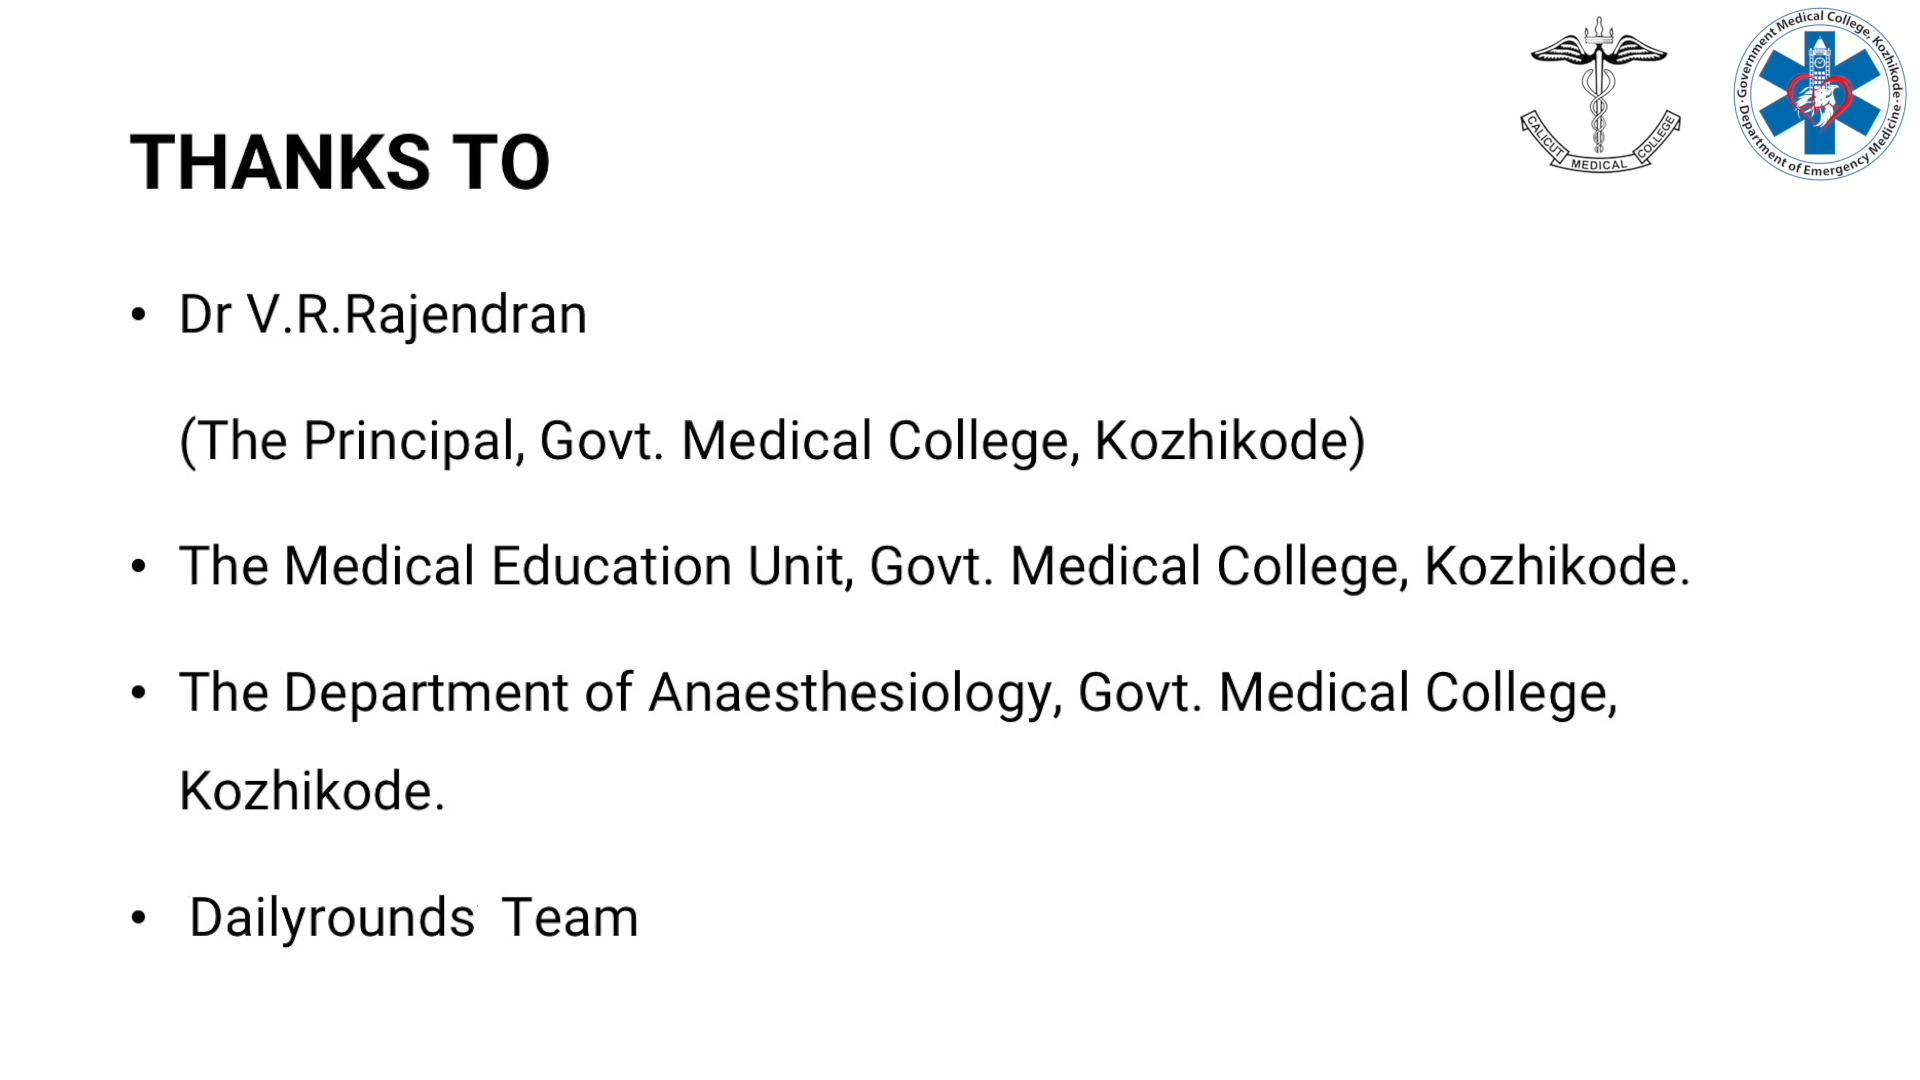 CALICUT MEDICAL COLLEGE
Government Medical College, Kozhikode
Department of Emergency Medicine
THANKS TO
• Dr V.R.Rajendran
(The Principal, Govt. Medical College, Kozhikode)
• The Medical Education Unit, Govt. Medical College, Kozhikode.
• The Department of Anaesthesiology, Govt. Medical College,
Kozhikode.
• Dailyrounds Team